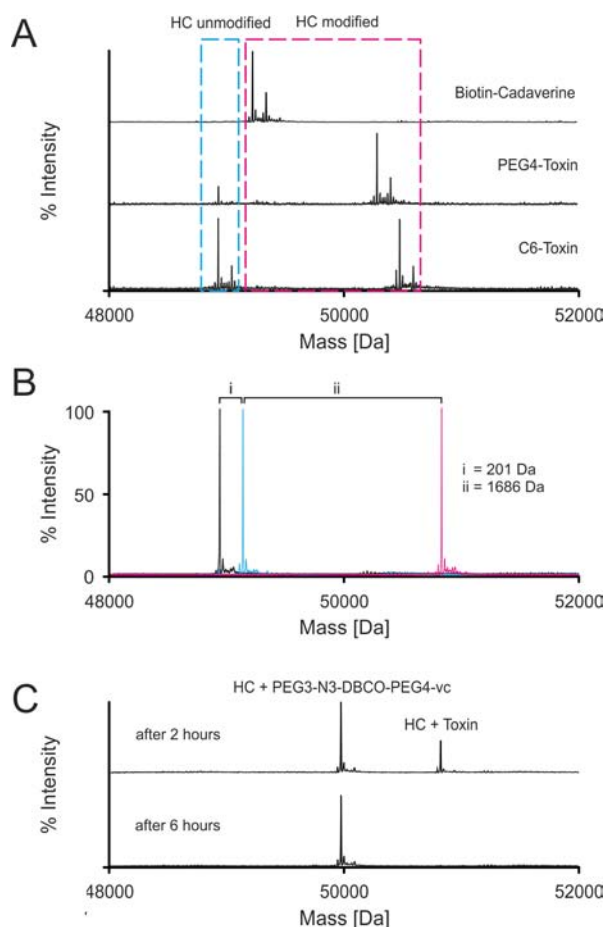 A
HC unmodified
HC modified
Biotin-Cadaverine
PEG4-Toxin
C6-Toxin
% Intensity
48000 50000 52000
Mass [Da]
B
i ii
100
50
0
% Intensity
i = 201 Da
ii = 1686 Da
48000 50000 52000
Mass [Da]
C
HC + PEG3-N3-DBCO-PEG4-vc
HC + Toxin
after 2 hours
after 6 hours
% Intensity
48000 50000 52000
Mass [Da]